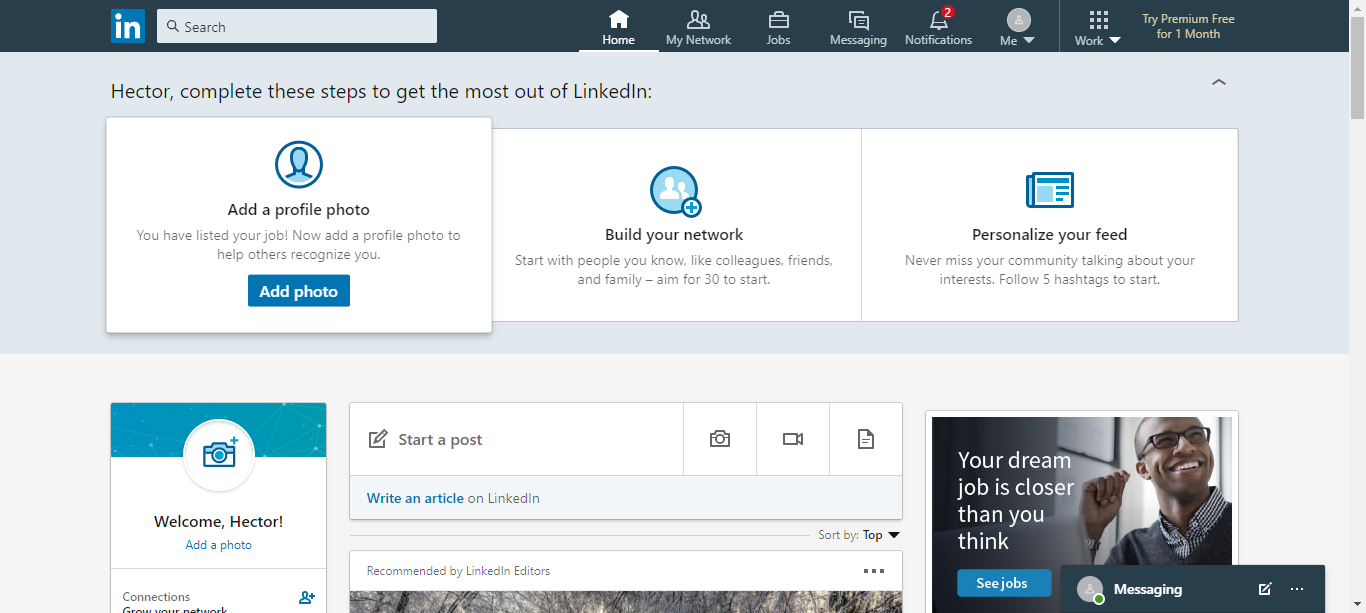 in
Search
Home
My Network
Jobs
Messaging
2
Notifications
Me
Work
Try Premium Free
for 1 Month
Hector, complete these steps to get the most out of LinkedIn:
Add a profile photo
You have listed your job! Now add a profile photo to
help others recognize you.
Add photo
Build your network
Start with people you know, like colleagues, friends,
and family – aim for 30 to start.
Personalize your feed
Never miss your community talking about your
interests. Follow 5 hashtags to start.
Welcome, Hector!
Add a photo
Connections
Grow your network
Start a post
Write an article on LinkedIn
Sort by: Top
Recommended by LinkedIn Editors
Your dream
job is closer
than you
think
See jobs
Messaging